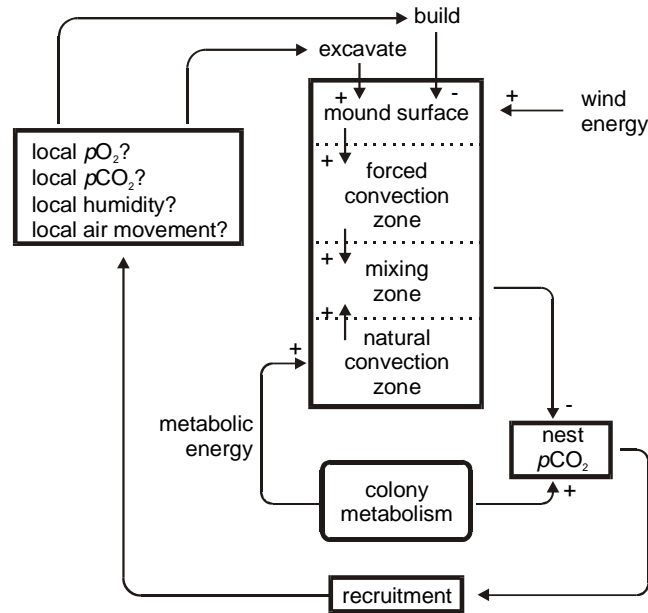 build
excavate
+
-
mound surface
+
wind
energy
local pO₂?
local pCO₂?
local humidity?
local air movement?
+
forced
convection
zone
+
mixing
zone
+
natural
convection
zone
+
metabolic
energy
-
nest
pCO₂
+
colony
metabolism
recruitment